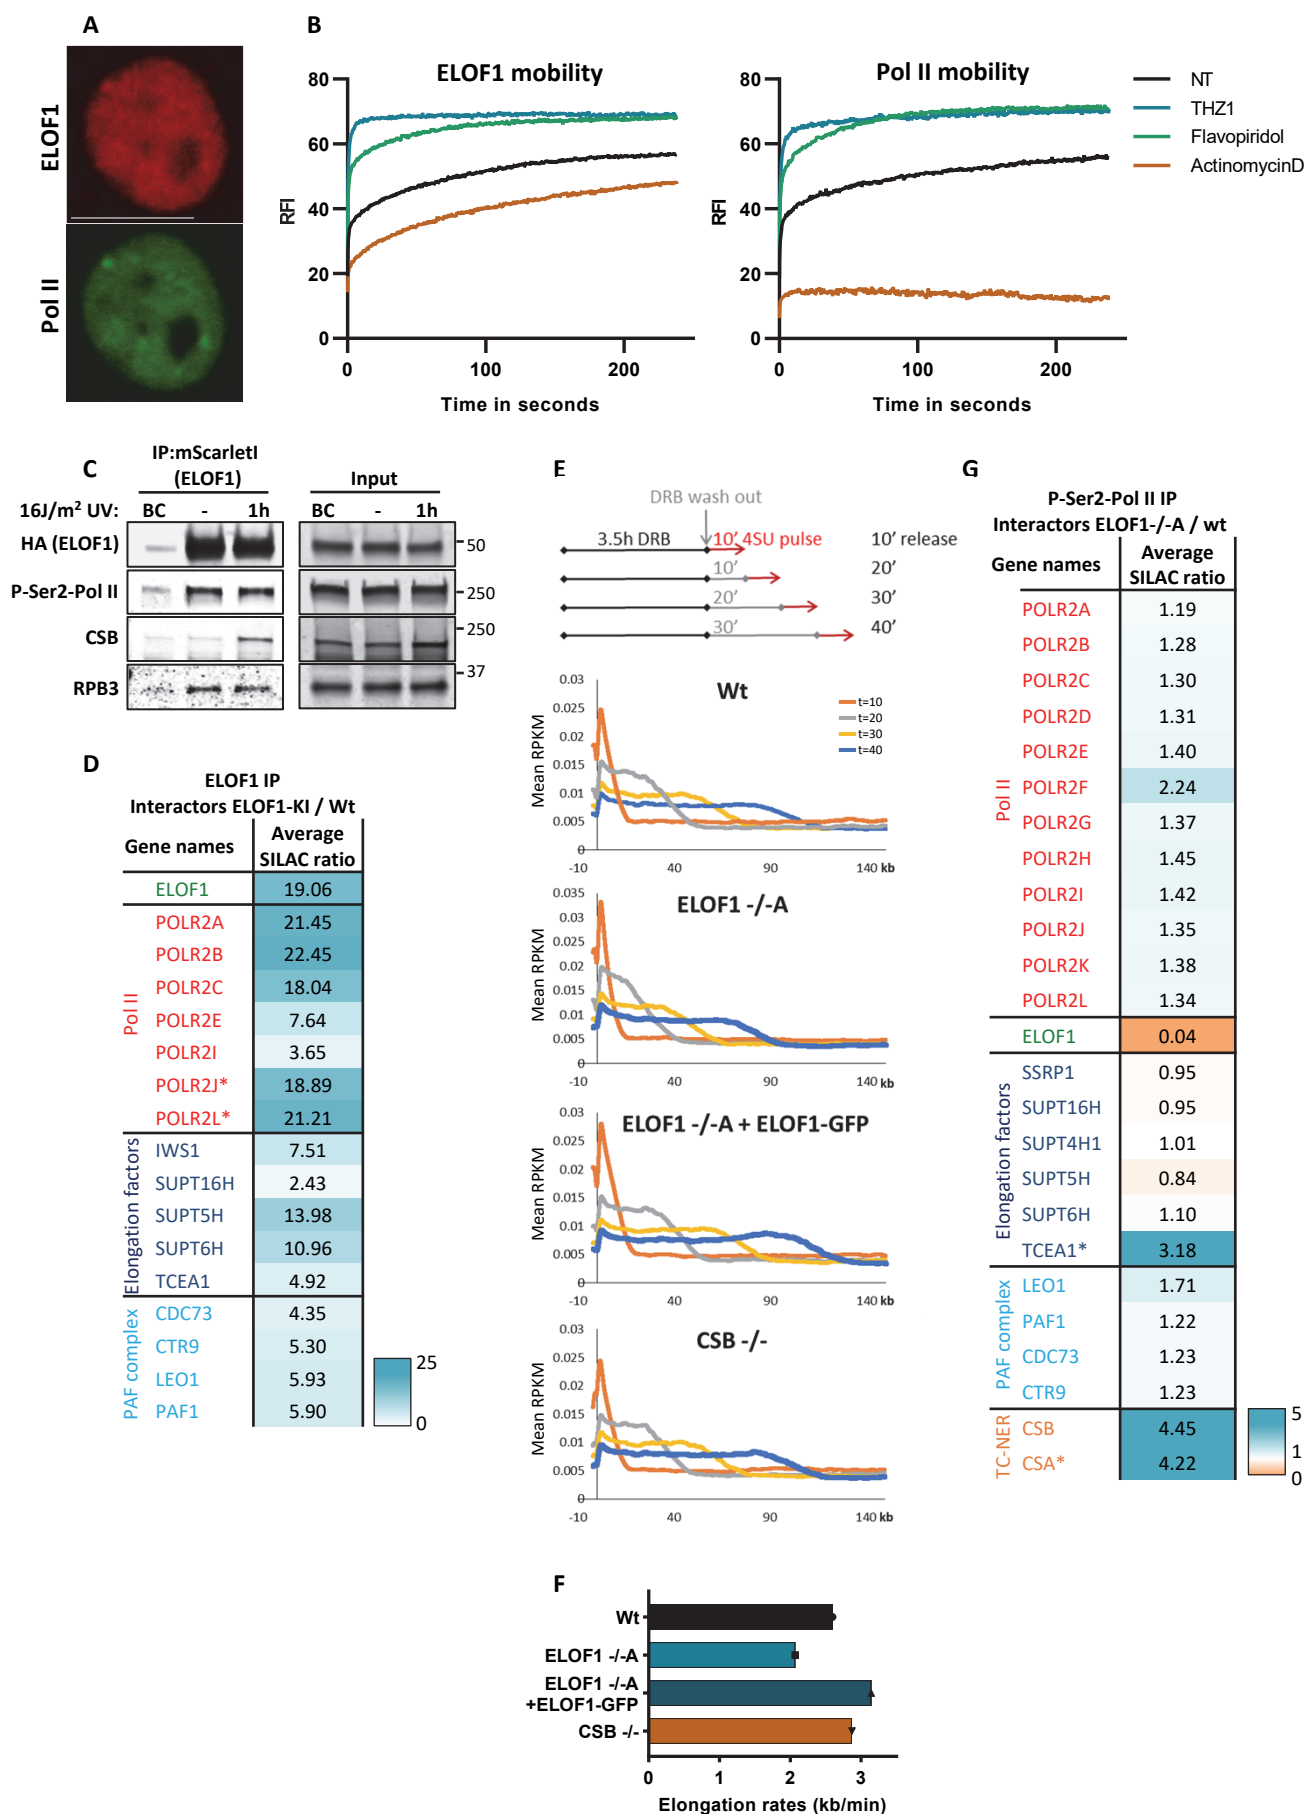 A
ELOF1
Pol II
B
ELOF1 mobility
80
60
40
20
0
RFI
0 100 200
Time in seconds
Pol II mobility
80
60
40
20
0
RFI
0 100 200
Time in seconds
NT
THZ1
Flavopiridol
ActinomycinD
C
IP:mScarletI
(ELOF1)
Input
16J/m² UV: BC - 1h BC - 1h
HA (ELOF1) 50
P-Ser2-Pol II 250
CSB 250
RPB3 37
D
ELOF1 IP
Interactors ELOF1-KI / Wt
Gene names Average SILAC ratio
ELOF1 19.06
Pol II
POLR2A 21.45
POLR2B 22.45
POLR2C 18.04
POLR2E 7.64
POLR2I 3.65
POLR2J* 18.89
POLR2L* 21.21
Elongation factors
IWS1 7.51
SUPT16H 2.43
SUPT5H 13.98
SUPT6H 10.96
TCEA1 4.92
PAF complex
CDC73 4.35
CTR9 5.30
LEO1 5.93
PAF1 5.90
25
0
E
DRB wash out
3.5h DRB 10’ 4SU pulse 10’ release
10’ 20’
20’ 30’
30’ 40’
Wt
0.03
0.025
0.02
0.015
0.01
0.005
0
Mean RPKM
-10 40 90 140 kb
t=10
t=20
t=30
t=40
ELOF1 -/-A
0.035
0.03
0.025
0.02
0.015
0.01
0.005
0
Mean RPKM
-10 40 90 140 kb
ELOF1 -/-A + ELOF1-GFP
0.03
0.025
0.02
0.015
0.01
0.005
0
Mean RPKM
-10 40 90 140 kb
CSB -/-
0.03
0.025
0.02
0.015
0.01
0.005
0
Mean RPKM
-10 40 90 140 kb
F
Wt
ELOF1 -/-A
ELOF1 -/-A
+ELOF1-GFP
CSB -/-
0 1 2 3
Elongation rates (kb/min)
G
P-Ser2-Pol II IP
Interactors ELOF1-/-A / wt
Gene names Average SILAC ratio
Pol II
POLR2A 1.19
POLR2B 1.28
POLR2C 1.30
POLR2D 1.31
POLR2E 1.40
POLR2F 2.24
POLR2G 1.37
POLR2H 1.45
POLR2I 1.42
POLR2J 1.35
POLR2K 1.38
POLR2L 1.34
ELOF1 0.04
Elongation factors
SSRP1 0.95
SUPT16H 0.95
SUPT4H1 1.01
SUPT5H 0.84
SUPT6H 1.10
TCEA1* 3.18
PAF complex
LEO1 1.71
PAF1 1.22
CDC73 1.23
CTR9 1.23
TC-NER
CSB 4.45
CSA* 4.22
5
1
0